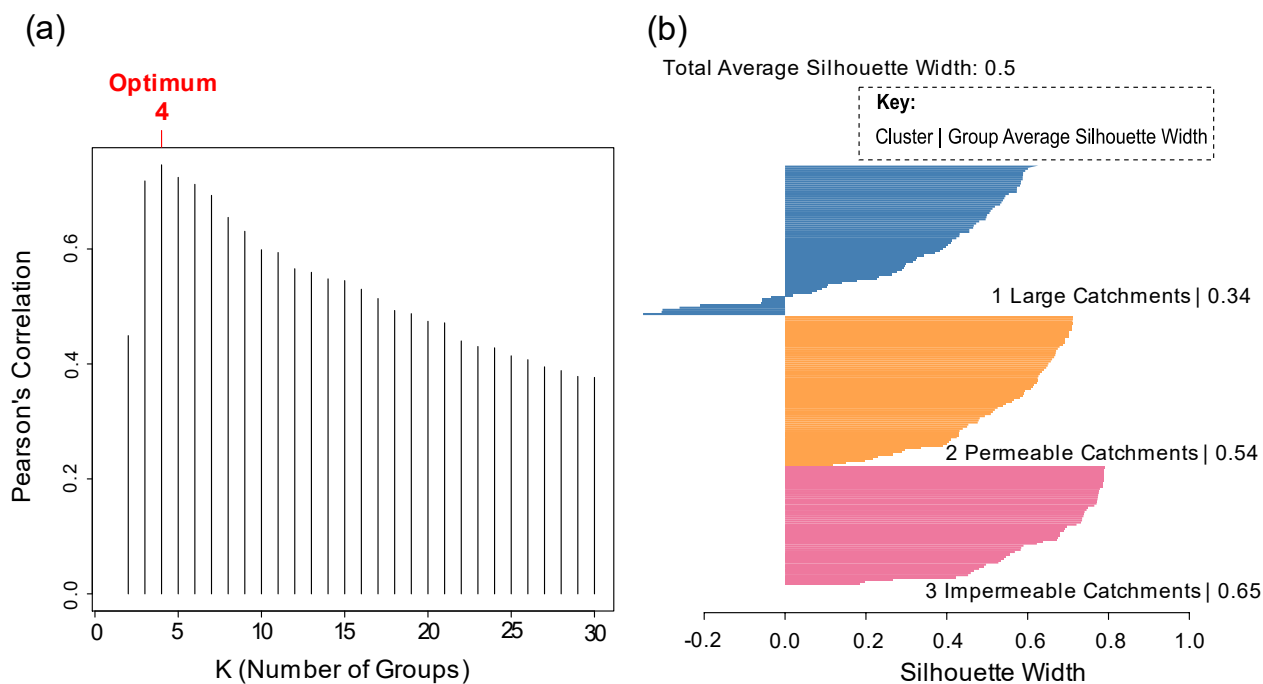 (a)
Optimum
4
Pearson's Correlation
0.0
0.2
0.4
0.6
0
5
10
15
20
25
30
K (Number of Groups)
(b)
Total Average Silhouette Width: 0.5
Key:
Cluster | Group Average Silhouette Width
1 Large Catchments | 0.34
2 Permeable Catchments | 0.54
3 Impermeable Catchments | 0.65
-0.2
0.0
0.2
0.4
0.6
0.8
1.0
Silhouette Width